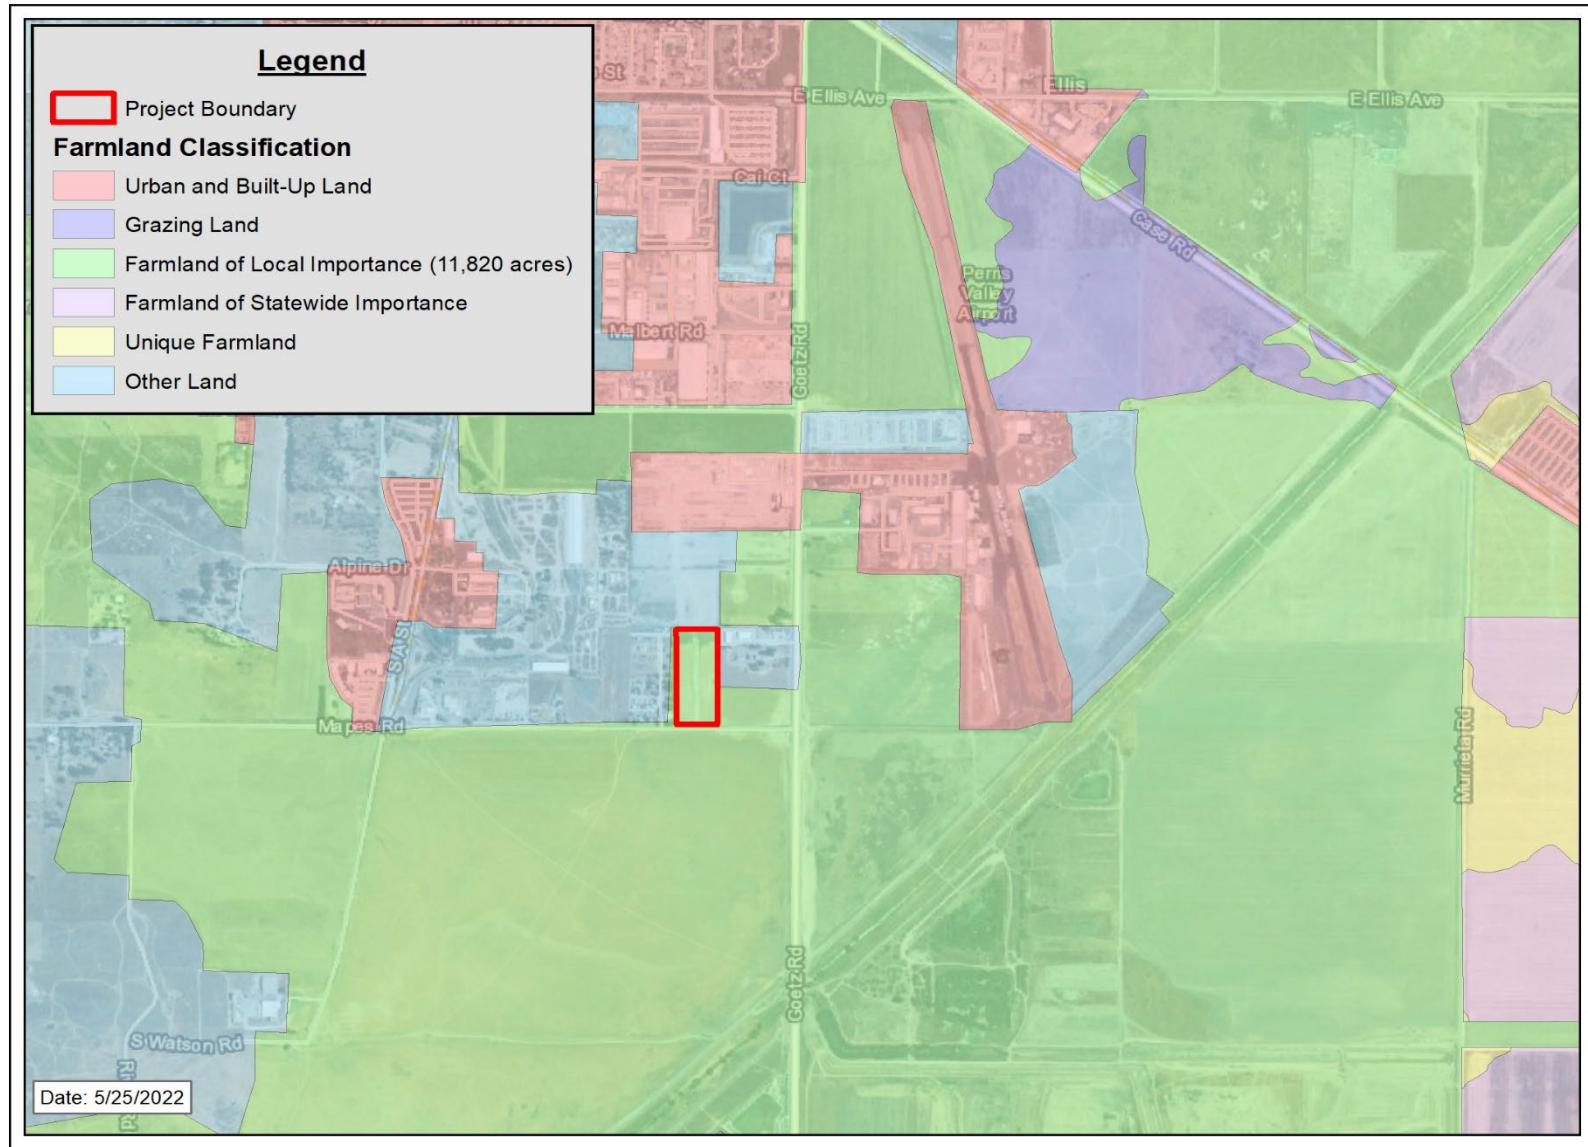 Legend
Project Boundary
Farmland Classification
Urban and Built-Up Land
Grazing Land
Farmland of Local Importance (11,820 acres)
Farmland of Statewide Importance
Unique Farmland
Other Land
St
E Ellis Ave
Ellis
E Ellis Ave
Cal Ct
Case Rd
Perris
Valley
Airport
Malbert Rd
Goetz Rd
Alpine Dr
S A St
Mapes Rd
Murrieta Rd
Goetz Rd
S Watson Rd
Rd
Date: 5/25/2022